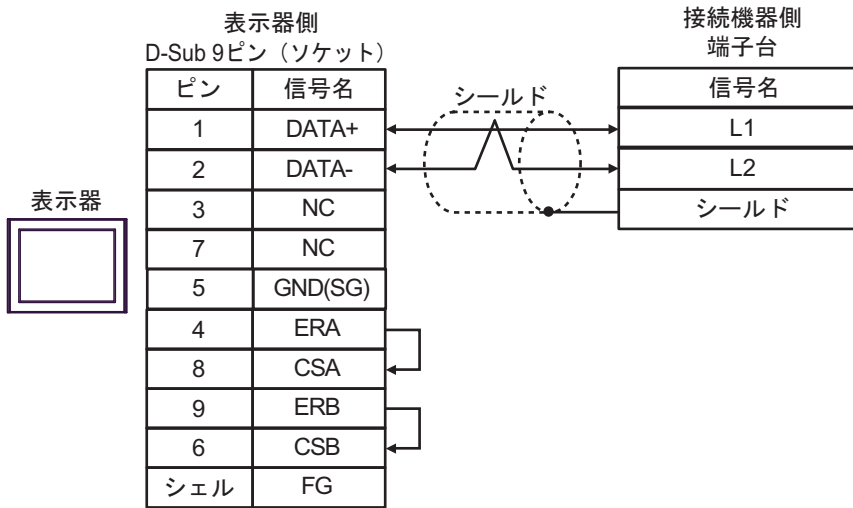 表示器側
D-Sub 9ピン（ソケット）
ピン 信号名
1 DATA+
2 DATA-
3 NC
7 NC
5 GND(SG)
4 ERA
8 CSA
9 ERB
6 CSB
シェル FG
表示器
シールド
接続機器側
端子台
信号名
L1
L2
シールド